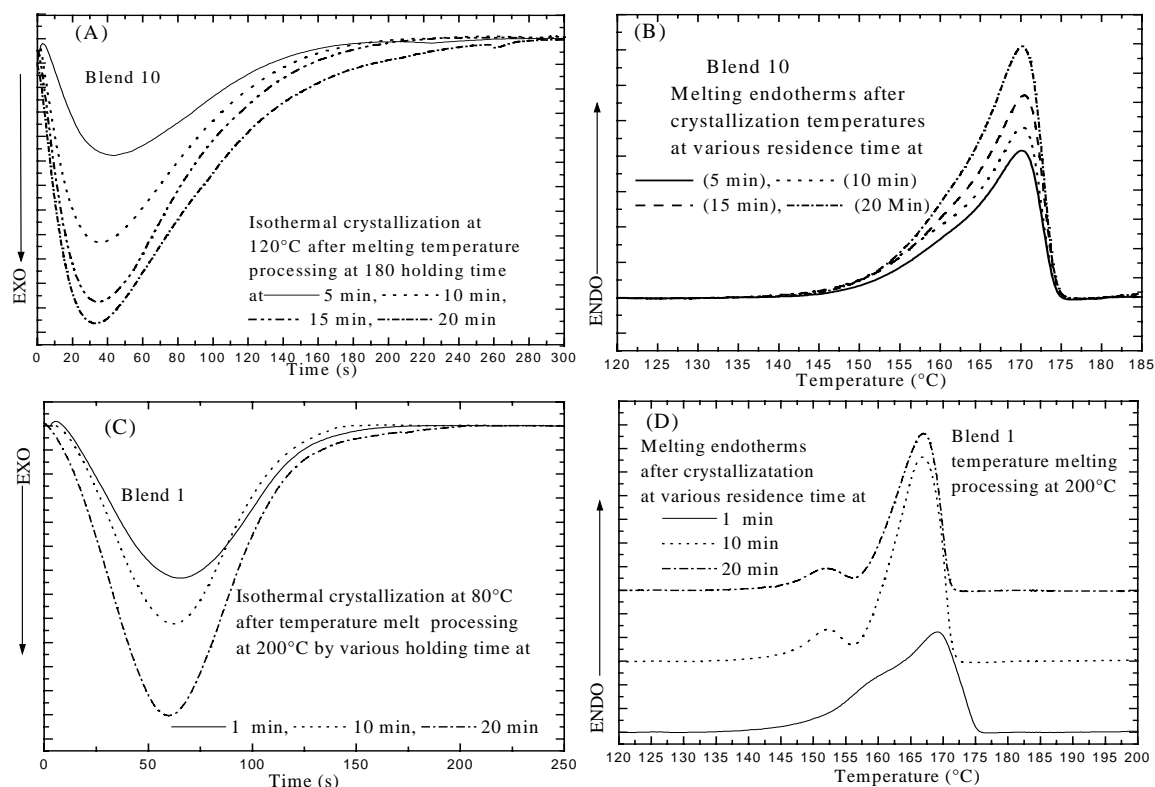 (A)
Blend 10
Isothermal crystallization at
120°C after melting temperature
processing at 180 holding time
at 5 min, 10 min,
15 min, 20 min
EXO
0 20 40 60 80 100 120 140 160 180 200 220 240 260 280 300
Time (s)
(B)
Blend 10
Melting endotherms after
crystallization temperatures
at various residence time at
(5 min), (10 min)
(15 min), (20 Min)
ENDO
120 125 130 135 140 145 150 155 160 165 170 175 180 185
Temperature (°C)
(C)
EXO
Blend 1
Isothermal crystallization at 80°C
after temperature melt processing
at 200°C by various holding time at
1 min, 10 min, 20 min
0 25 50 75 100 125 150 175 200 225 250
Time (s)
(D)
Melting endotherms
after crystallizatation
at various residence time at
1 min
10 min
20 min
Blend 1
temperature melting
processing at 200°C
ENDO
120 125 130 135 140 145 150 155 160 165 170 175 180 185 190 195 200
Temperature (°C)